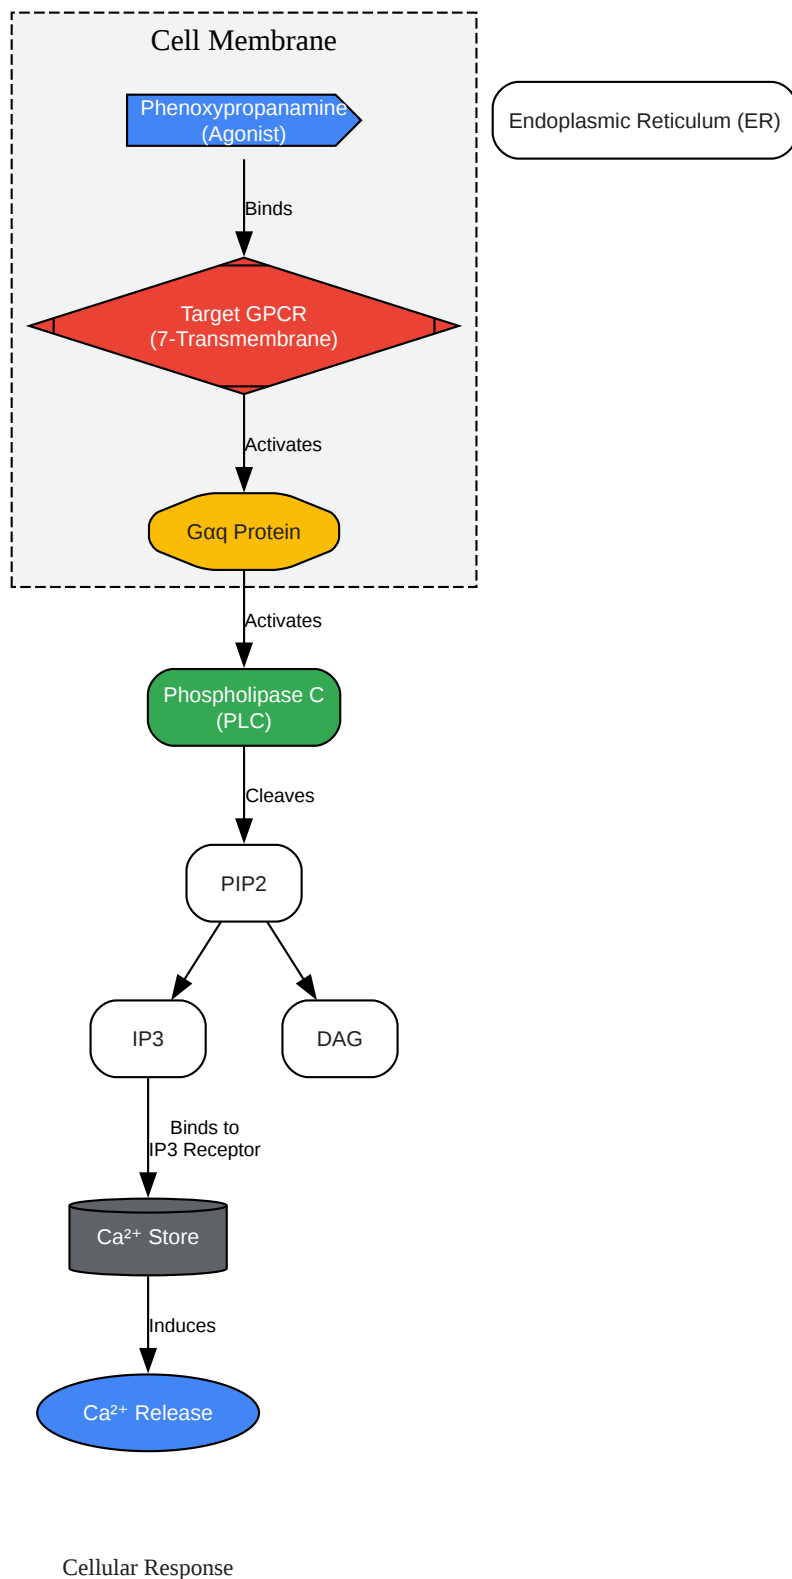 Cell Membrane
Phenoxypropanamine
(Agonist)
Endoplasmic Reticulum (ER)
Binds
Target GPCR
(7-Transmembrane)
Activates
Gαq Protein
Activates
Phospholipase C
(PLC)
Cleaves
PIP2
IP3
DAG
Binds to
IP3 Receptor
Ca²⁺ Store
Induces
Ca²⁺ Release
Cellular Response